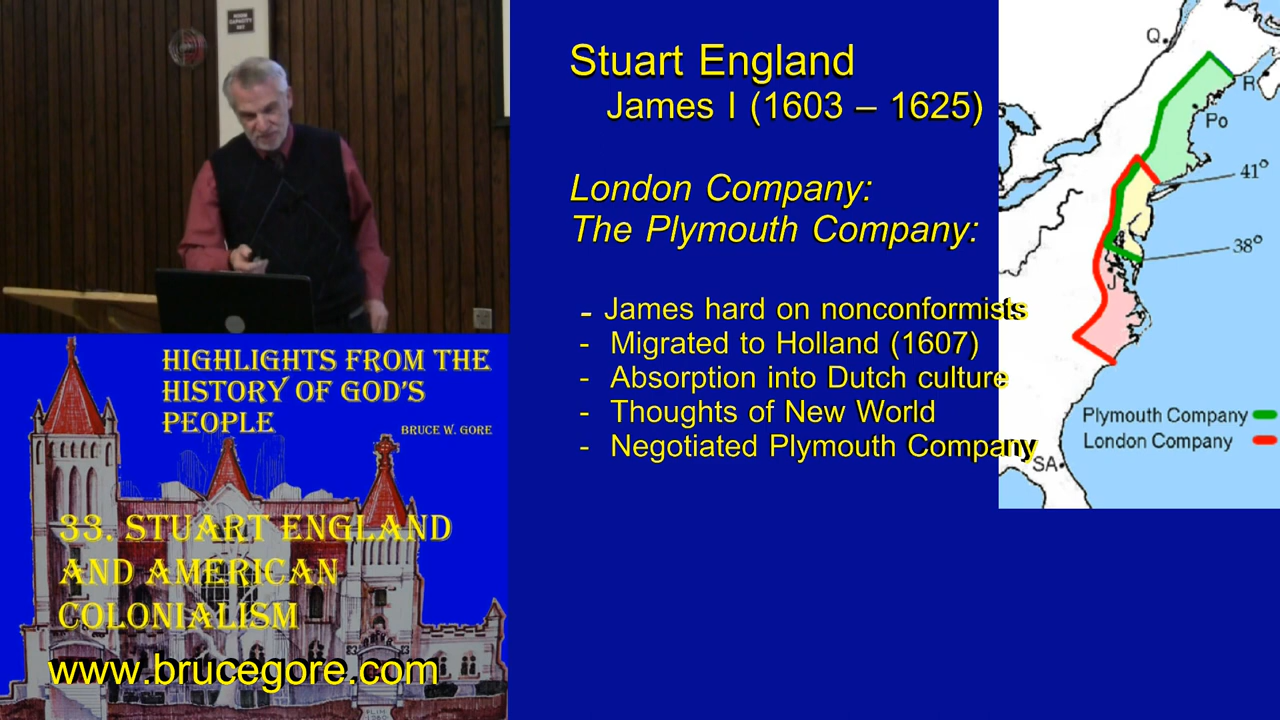 ROOM
CAPACITY
HIGHLIGHTS FROM THE
HISTORY OF GOD'S
PEOPLE
BRUCE W. GORE
33. STUART ENGLAND
AND AMERICAN
COLONIALISM
www.brucegore.com
Stuart England
James I (1603 – 1625)
London Company:
The Plymouth Company:
- James hard on nonconformists
- Migrated to Holland (1607)
- Absorption into Dutch culture
- Thoughts of New World
- Negotiated Plymouth Company
Q
R
Po
41°
38°
J
Plymouth Company
London Company
SA